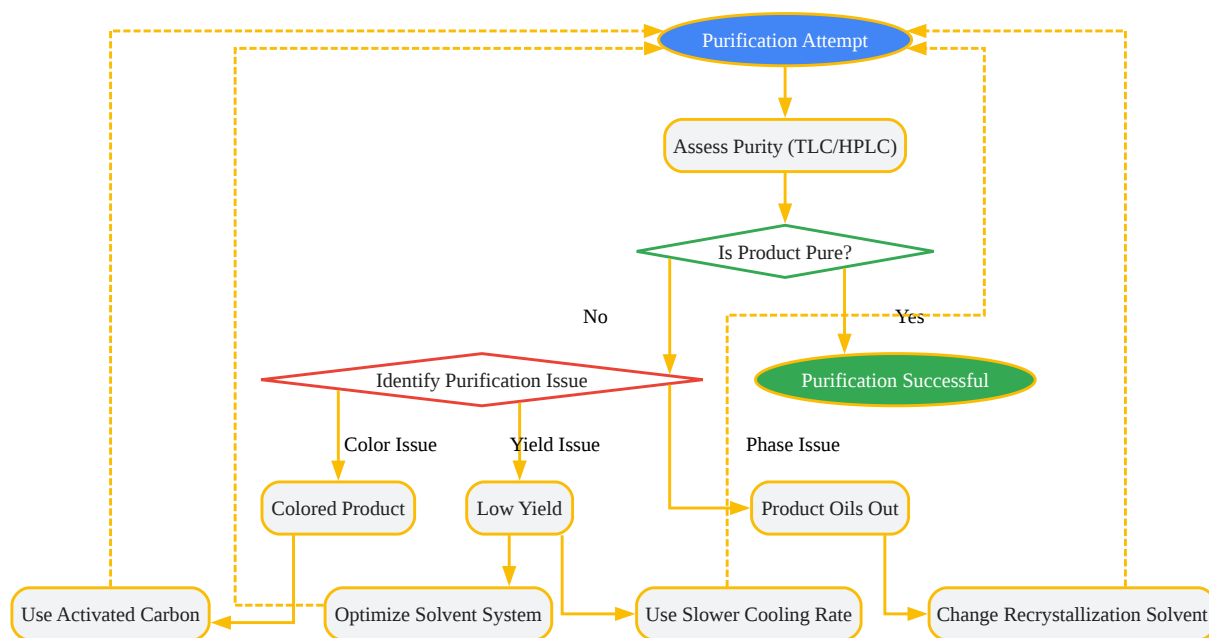 Purification Attempt
Assess Purity (TLC/HPLC)
Is Product Pure?
No
Yes
Identify Purification Issue
Purification Successful
Color Issue
Yield Issue
Phase Issue
Colored Product
Low Yield
Product Oils Out
Use Activated Carbon
Optimize Solvent System
Use Slower Cooling Rate
Change Recrystallization Solvent